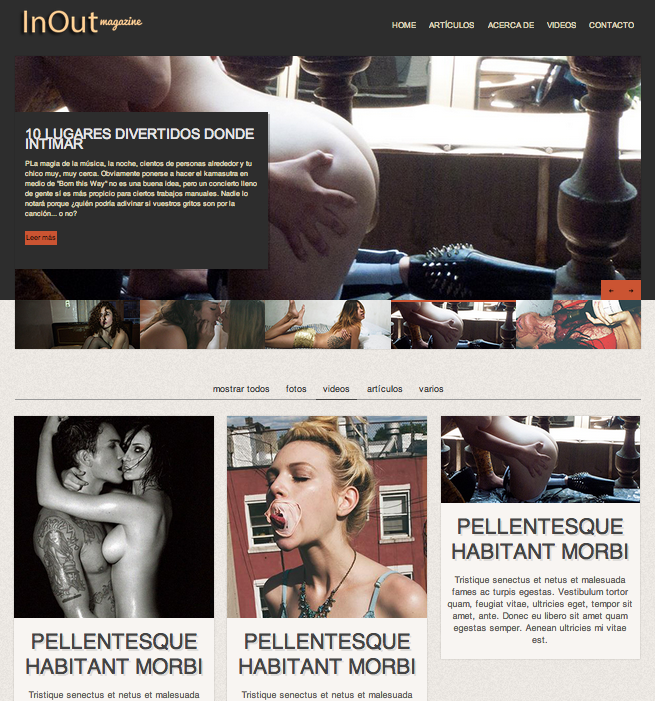 InOut magazine
HOME ARTÍCULOS ACERCA DE VIDEOS CONTACTO
10 LUGARES DIVERTIDOS DONDE
INTIMAR
P'La magia de la música, la noche, cientos de personas alrededor y tu
chico muy, muy cerca. Obviamente ponerse a hacer el kamasutra en
medio de "Born this Way" no es una buena idea, pero un concierto lleno
de gente sí es más propicio para ciertos trabajos manuales. Nadie lo
notará porque ¿quién podría adivinar si vuestros gritos son por la
canción... o no?
Leer más
mostrar todos fotos videos artículos varios
PELLENTESQUE
HABITANT MORBI
Tristique senectus et netus et malesuada
PELLENTESQUE
HABITANT MORBI
Tristique senectus et netus et malesuada
PELLENTESQUE
HABITANT MORBI
Tristique senectus et netus et malesuada
fames ac turpis egestas. Vestibulum tortor
quam, feugiat vitae, ultricies eget, tempor sit
amet, ante. Donec eu libero sit amet quam
egestas semper. Aenean ultricies mi vitae
est.